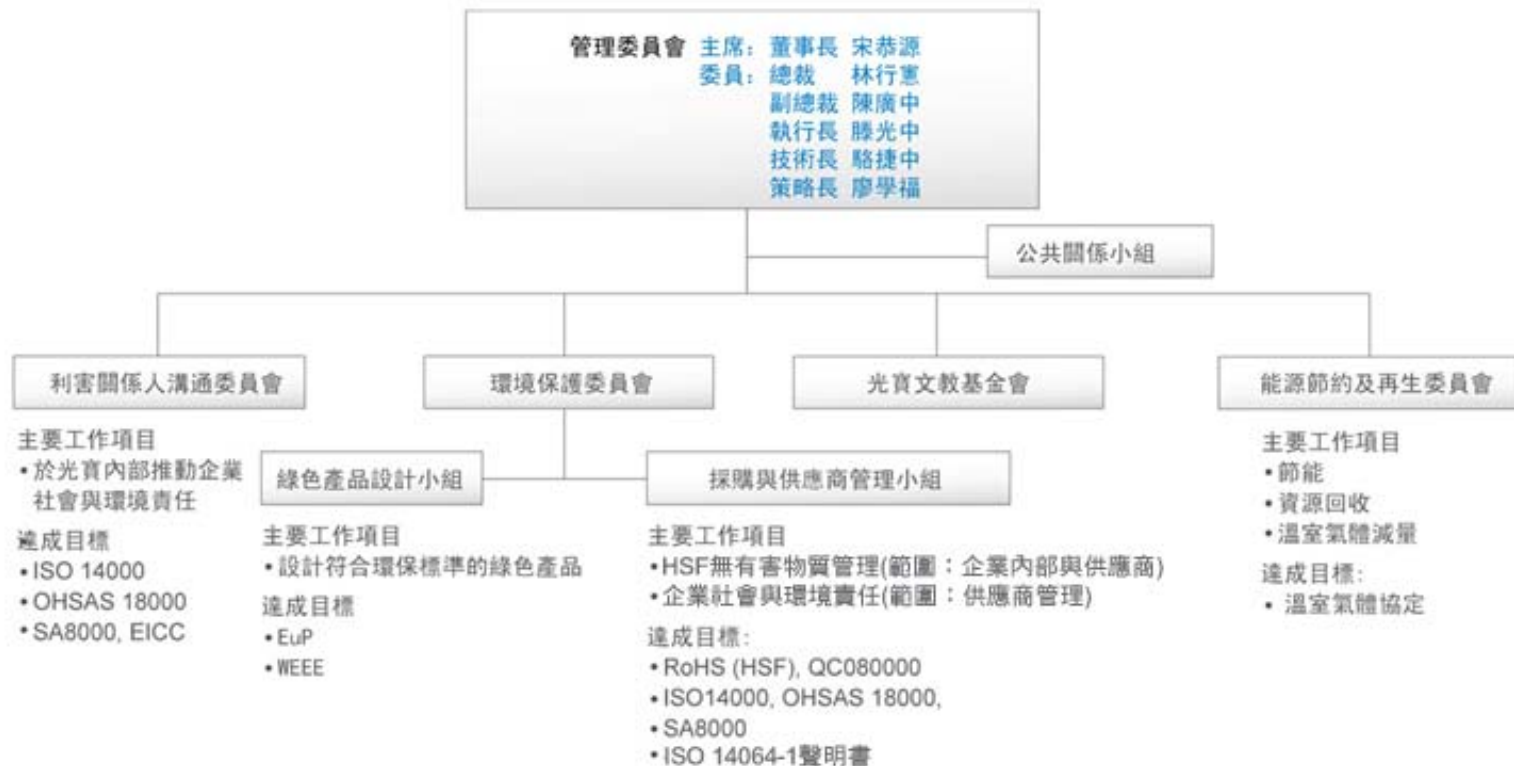 管理委員會 主席：董事長 宋恭源
委員：總裁 林行憲
副總裁 陳廣中
執行長 滕光中
技術長 駱捷中
策略長 廖學福
公共關係小組
利害關係人溝通委員會
環境保護委員會
光寶文教基金會
能源節約及再生委員會
主要工作項目
•於光寶內部推動企業
社會與環境責任
達成目標
•ISO 14000
•OHSAS 18000
•SA8000, EICC
綠色產品設計小組
主要工作項目
•設計符合環保標準的綠色產品
達成目標
•EuP
•WEEE
採購與供應商管理小組
主要工作項目
•HSF無有害物質管理(範圍：企業內部與供應商)
•企業社會與環境責任(範圍：供應商管理)
達成目標：
•RoHS (HSF), QC080000
•ISO14000, OHSAS 18000,
•SA8000
•ISO 14064-1聲明書
主要工作項目
•節能
•資源回收
•溫室氣體減量
達成目標：
•溫室氣體協定